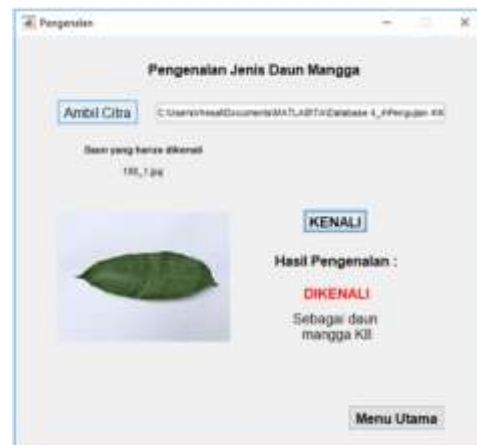 Pengenalan
Pengenalan Jenis Daun Mangga
Ambil Citra
Daun yang harus dikenali
KENALI
Hasil Pengenalan :
DIKENALI
Sebagai daun
mangga
Menu Utama